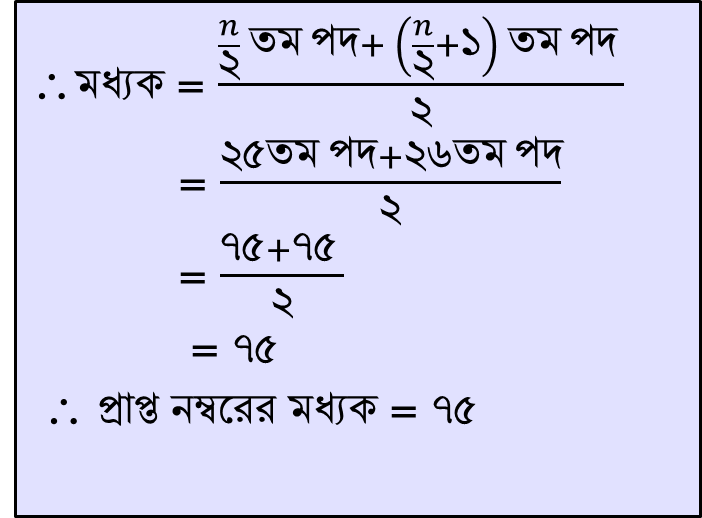 ∴ মধ্যক = (n/২ তম পদ + (n/২+১) তম পদ)/২
= (২৫তম পদ+২৬তম পদ)/২
= (৭৫+৭৫)/২
= ৭৫
∴ প্রাপ্ত নম্বরের মধ্যক = ৭৫